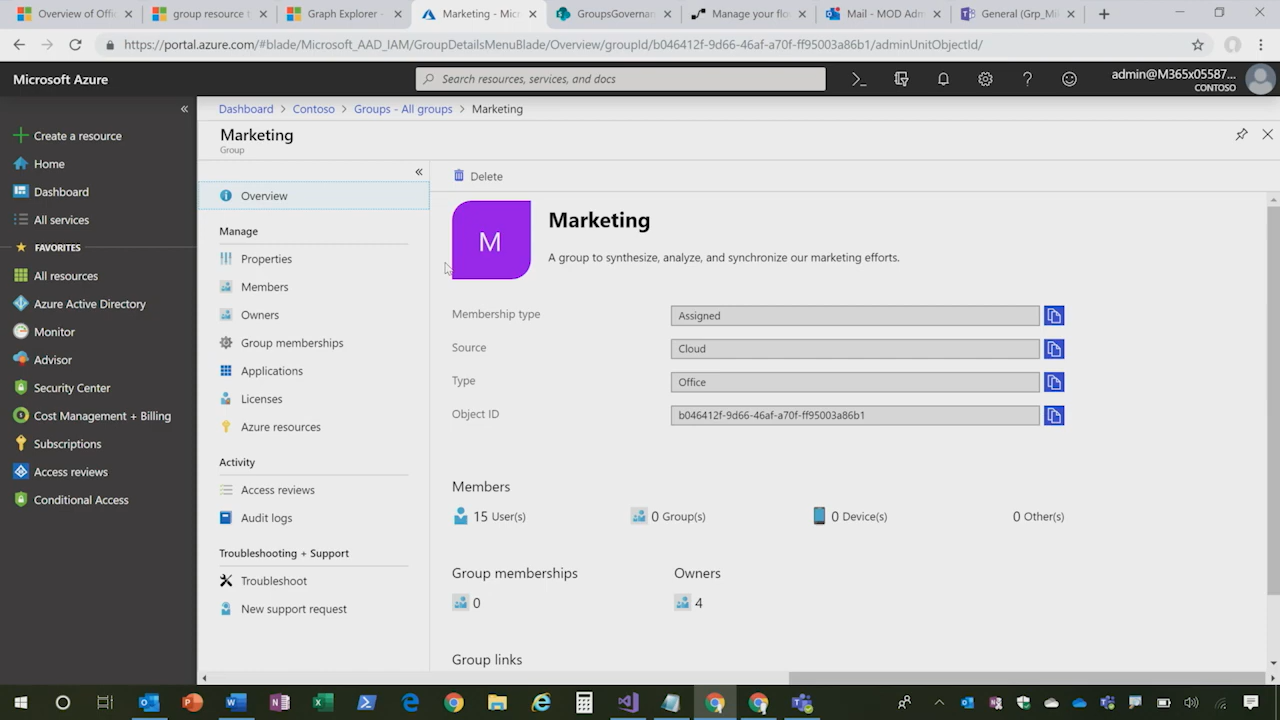 Overview of Offi
group resource t
Graph Explorer -
Marketing - Micr
GroupsGovernan
Manage your flo
Mail - MOD Adm
General (Grp_Mil
https://portal.azure.com/#blade/Microsoft_AAD_IAM/GroupDetailsMenuBlade/Overview/groupId/b046412f-9d66-46af-a70f-ff95003a86b1/adminUnitObjectId/
Microsoft Azure
Search resources, services, and docs
admin@M365x05587...
CONTOSO
Create a resource
Home
Dashboard
All services
FAVORITES
All resources
Azure Active Directory
Monitor
Advisor
Security Center
Cost Management + Billing
Subscriptions
Access reviews
Conditional Access
Dashboard > Contoso > Groups - All groups > Marketing
Marketing
Group
Overview
Manage
Properties
Members
Owners
Group memberships
Applications
Licenses
Azure resources
Activity
Access reviews
Audit logs
Troubleshooting + Support
Troubleshoot
New support request
Delete
M
Marketing
A group to synthesize, analyze, and synchronize our marketing efforts.
Membership type
Assigned
Source
Cloud
Type
Office
Object ID
b046412f-9d66-46af-a70f-ff95003a86b1
Members
15 User(s)
0 Group(s)
0 Device(s)
0 Other(s)
Group memberships
0
Owners
4
Group links